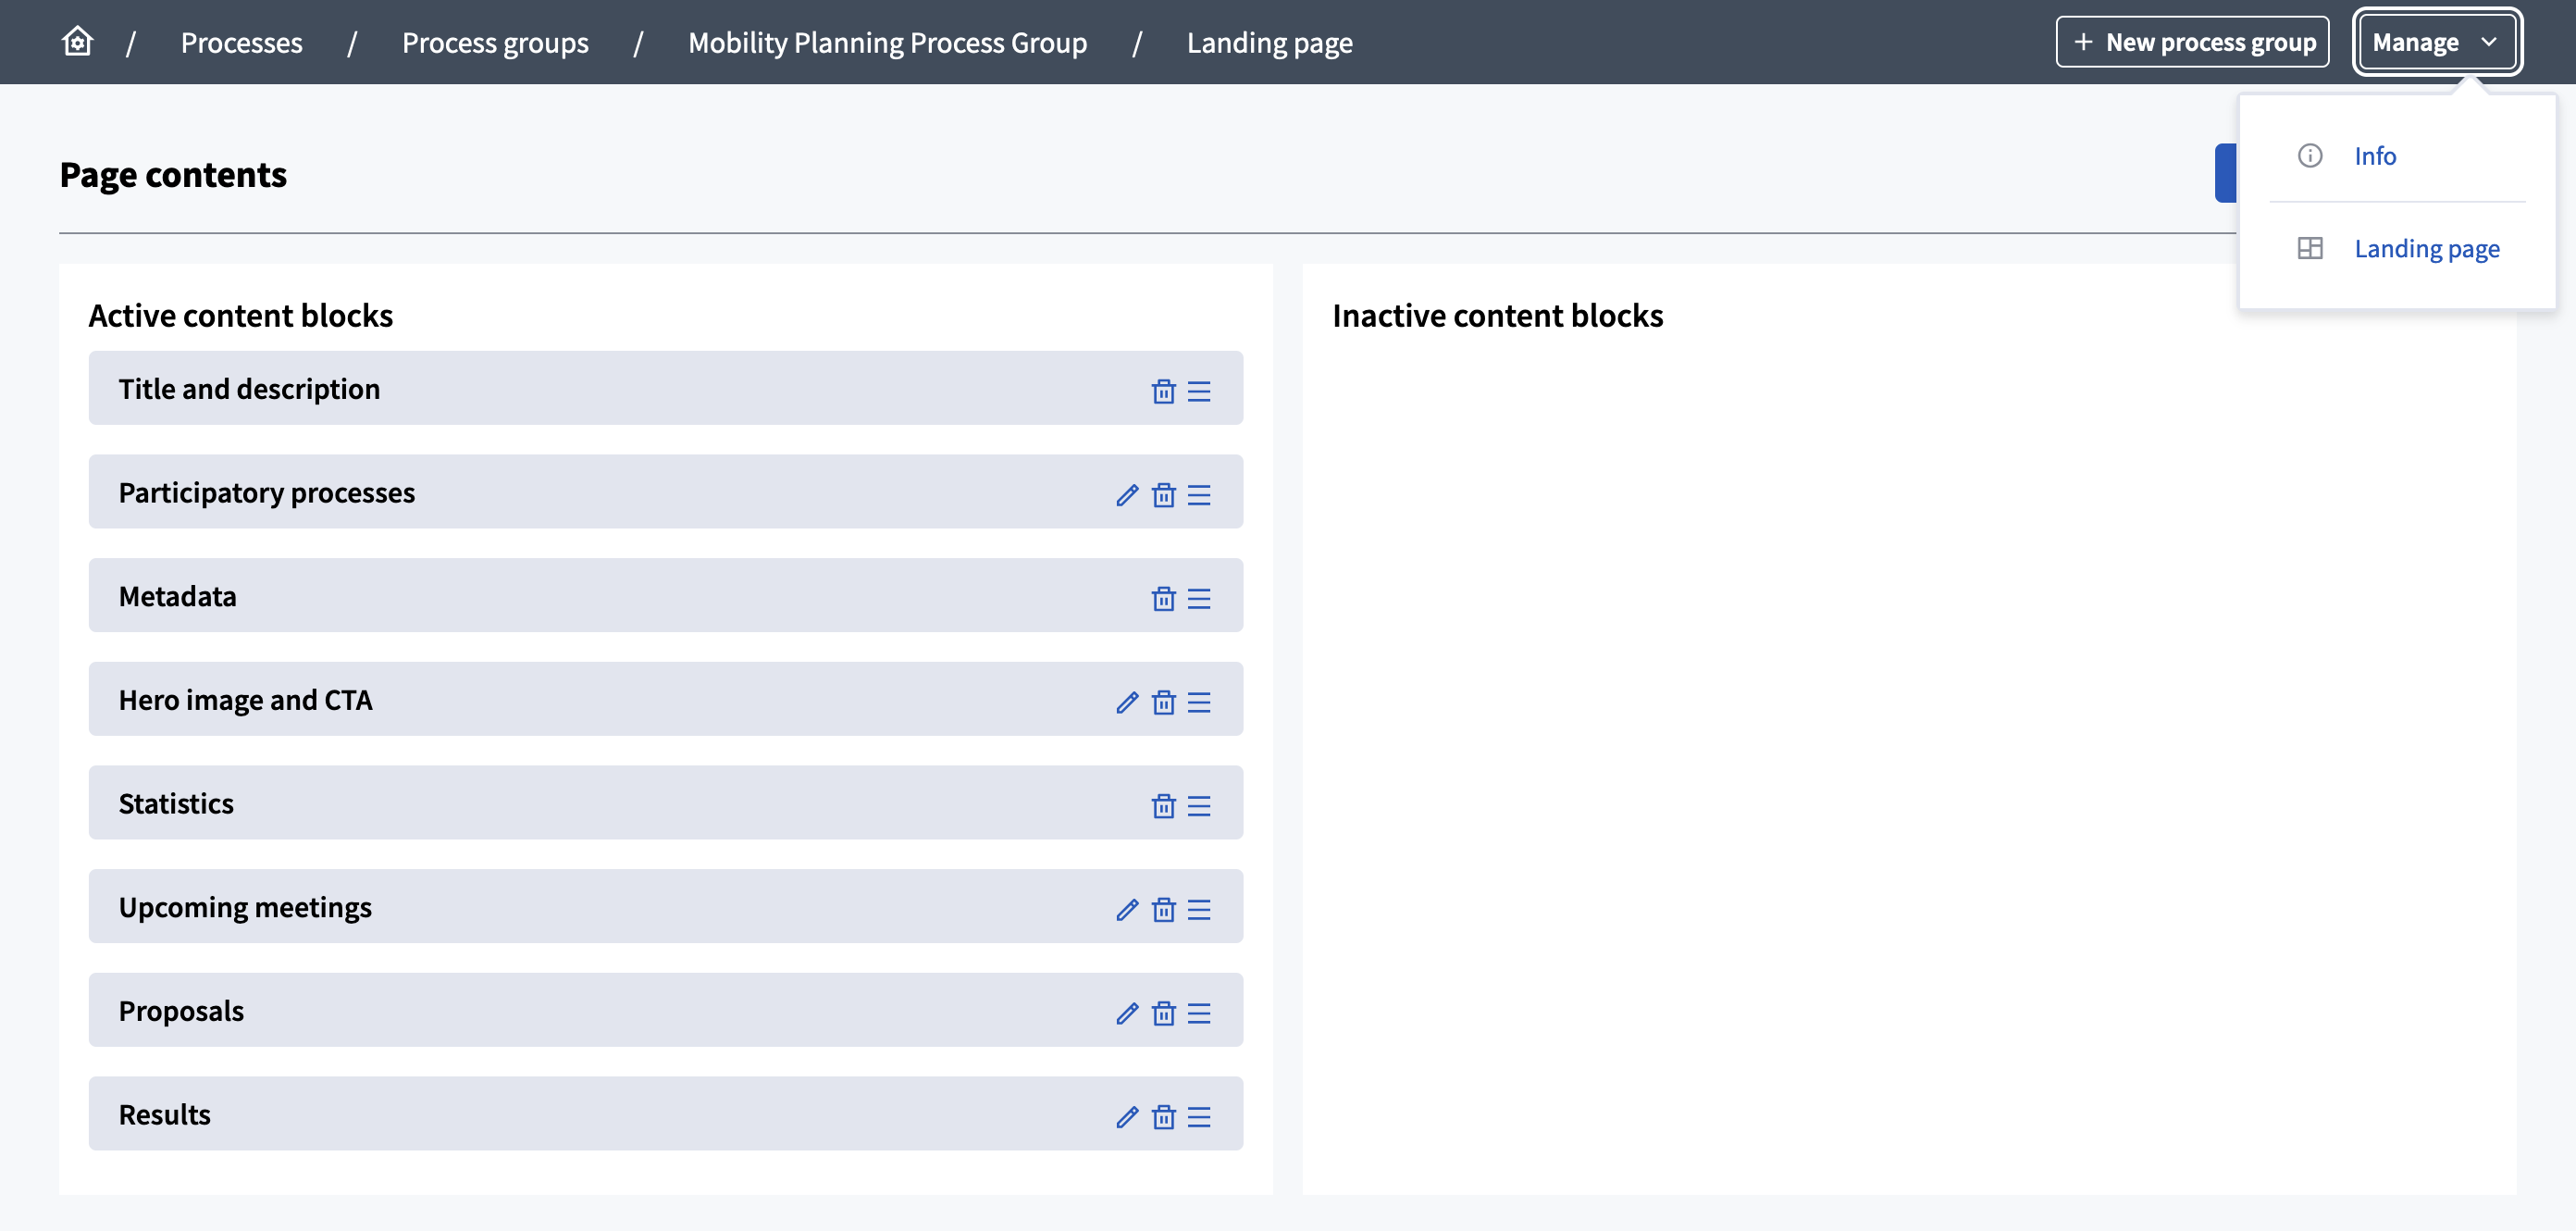 / Processes / Process groups / Mobility Planning Process Group / Landing page
+ New process group
Manage
Info
Landing page
Page contents
Active content blocks
Title and description
Participatory processes
Metadata
Hero image and CTA
Statistics
Upcoming meetings
Proposals
Results
Inactive content blocks